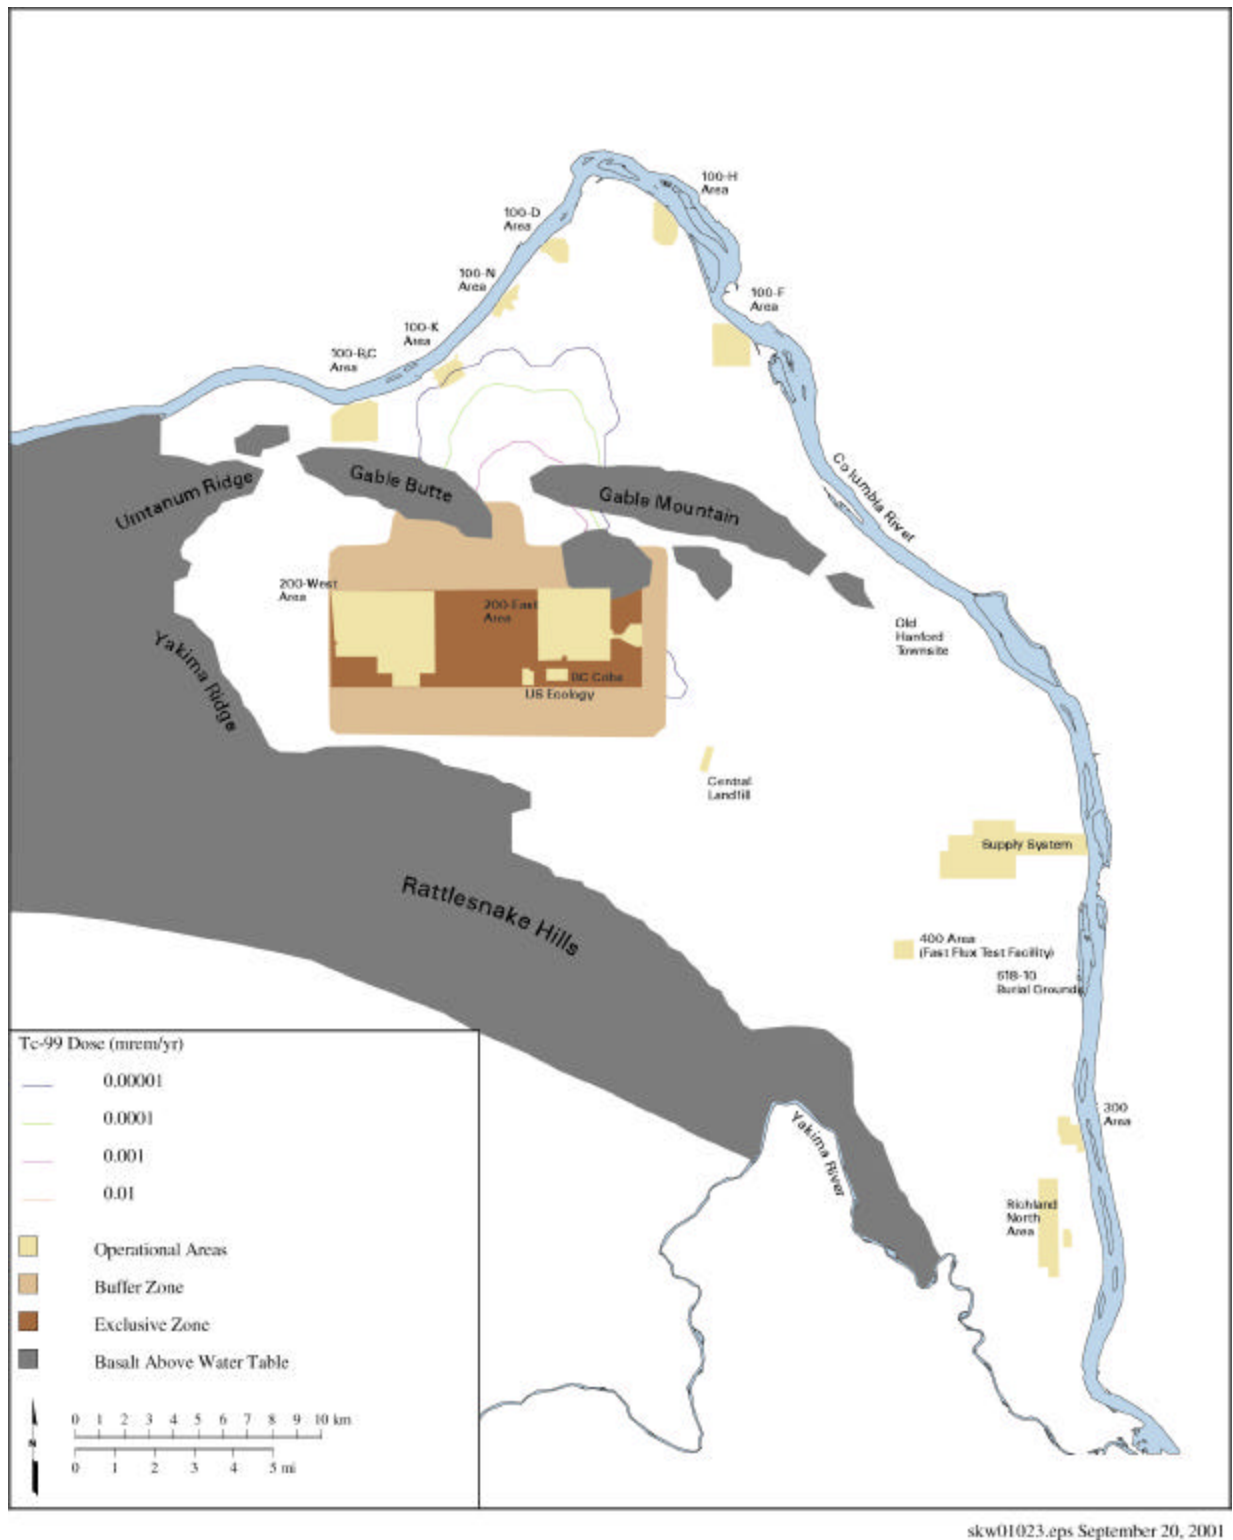 100-H
Area
100-D
Area
100-N
Area
100-F
Area
100-K
Area
100-B,C
Area
Columbia River
Umtanum Ridge
Gable Butte
Gable Mountain
200-West
Area
200-East
Area
Old
Hanford
Townsite
Yakima Ridge
BC Cribs
US Ecology
Central
Landfill
Supply System
Rattlesnake Hills
400 Area
(Fast Flux Test Facility)
618-10
Burial Grounds
Tc-99 Dose (mrem/yr)
0.00001
0.0001
0.001
0.01
300
Area
Yakima River
Richland
North
Area
Operational Areas
Buffer Zone
Exclusive Zone
Basalt Above Water Table
0 1 2 3 4 5 6 7 8 9 10 km
N
0 1 2 3 4 5 mi
skw01023.eps September 20, 2001